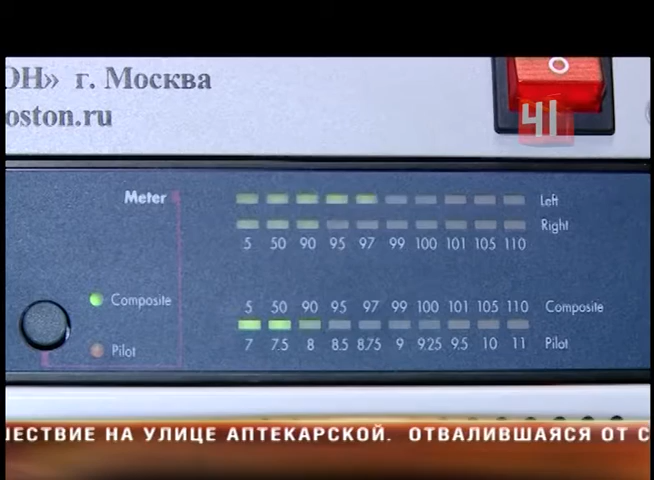 ОН» г. Москва
oston.ru
O
41
Meter
Left
Right
5 50 90 95 97 99 100 101 105 110
Composite
5 50 90 95 97 99 100 101 105 110 Composite
Pilot
7 7.5 8 8.5 8.75 9 9.25 9.5 10 11 Pilot
ЧЕСТВИЕ НА УЛИЦЕ АПТЕКАРСКОЙ. ОТВАЛИВШАЯСЯ ОТ С